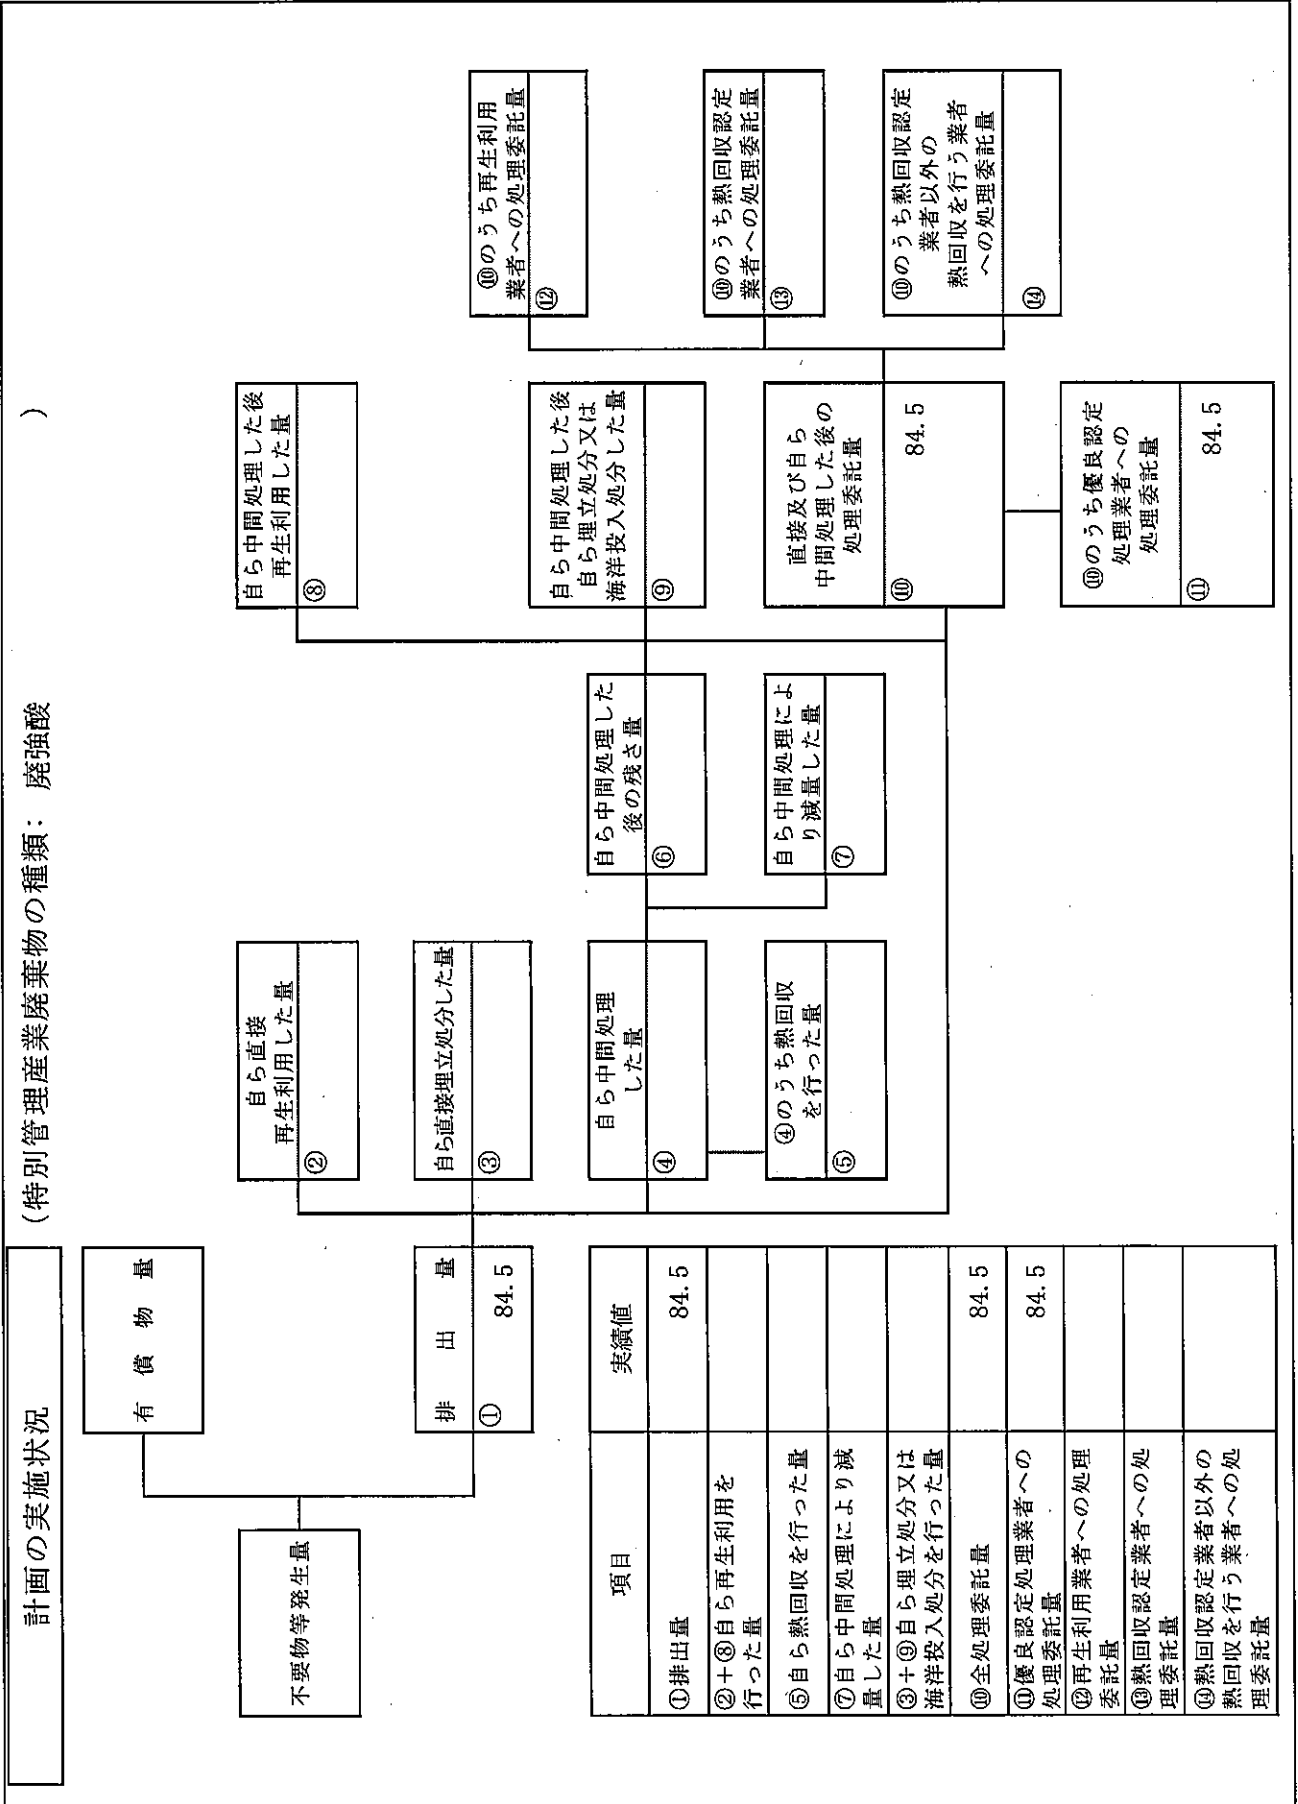 計画の実施状況
(特別管理産業廃棄物の種類: 廃強酸 )
不要物等発生量
有償物量
排出量
① 84.5
自ら直接
再生利用した量
②
自ら直接埋立処分した量
③
自ら中間処理
した量
④
④のうち熱回収
を行った量
⑤
自ら中間処理した
後の残さ量
⑥
自ら中間処理によ
り減量した量
⑦
自ら中間処理した後
再生利用した量
⑧
自ら中間処理した後
自ら埋立処分又は
海洋投入処分した量
⑨
直接及び自ら
中間処理した後の
処理委託量
⑩ 84.5
⑩のうち優良認定
処理業者への
処理委託量
⑪ 84.5
⑩のうち再生利用
業者への処理委託量
⑫
⑩のうち熱回収認定
業者への処理委託量
⑬
⑩のうち熱回収認定
業者以外の
熱回収を行う業者
への処理委託量
⑭
項目 実績値
①排出量 84.5
②+⑧自ら再生利用を
行った量
⑤自ら熱回収を行った量
⑦自ら中間処理により減
量した量
③+⑨自ら埋立処分又は
海洋投入処分を行った量
⑩全処理委託量 84.5
⑪優良認定処理業者への
処理委託量 84.5
⑫再生利用業者への処理
委託量
⑬熱回収認定業者への処
理委託量
⑭熱回収認定業者以外の
熱回収を行う業者への処
理委託量